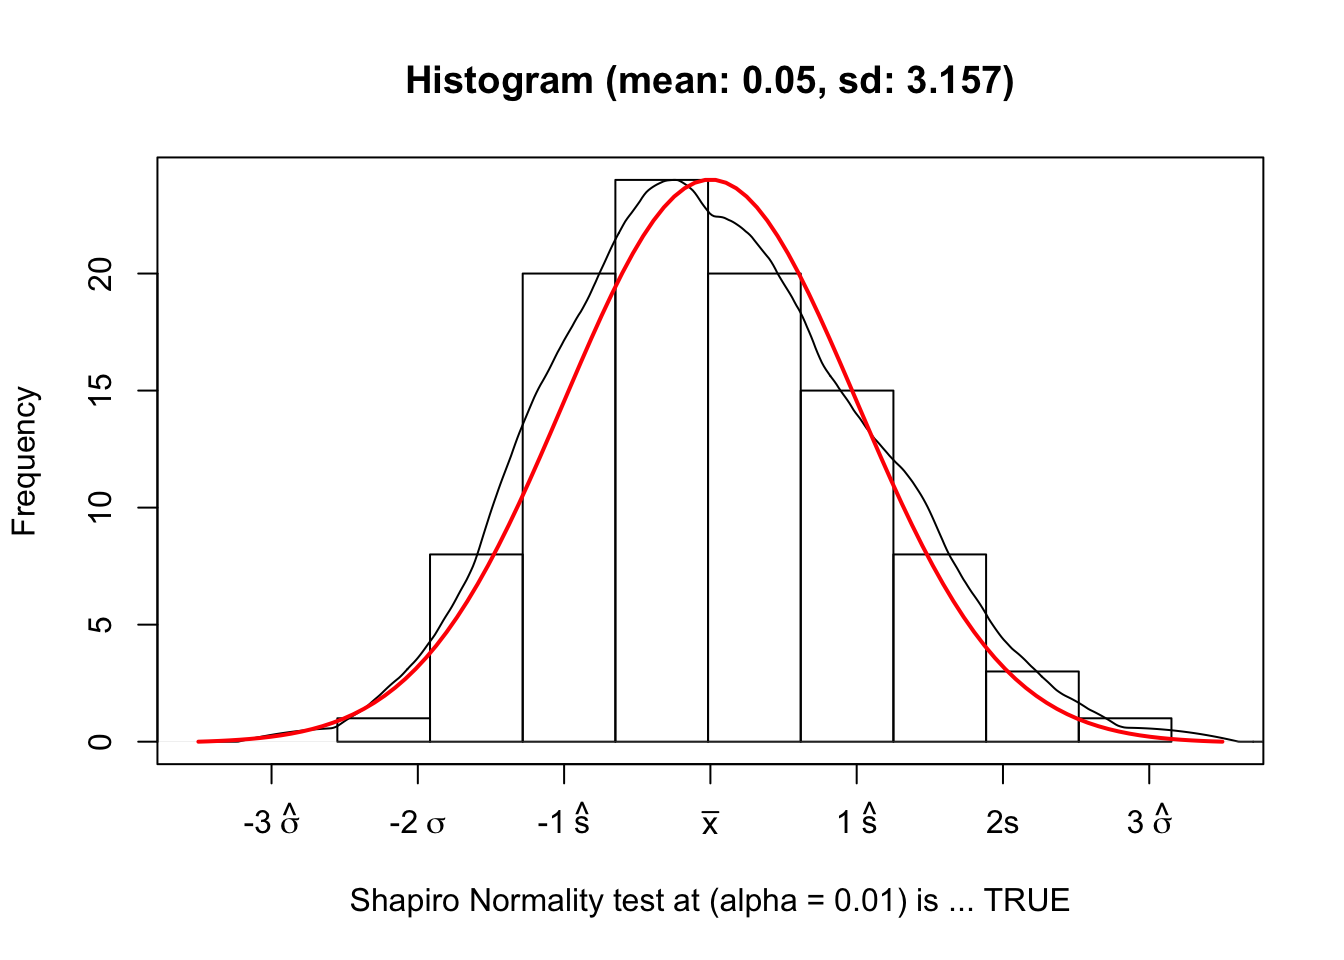 Histogram (mean: 0.05, sd: 3.157)
Frequency
20
15
10
5
0
-3 σ̂ -2 σ -1 ŝ x̅ 1 ŝ 2s 3 σ̂
Shapiro Normality test at (alpha = 0.01) is ... TRUE